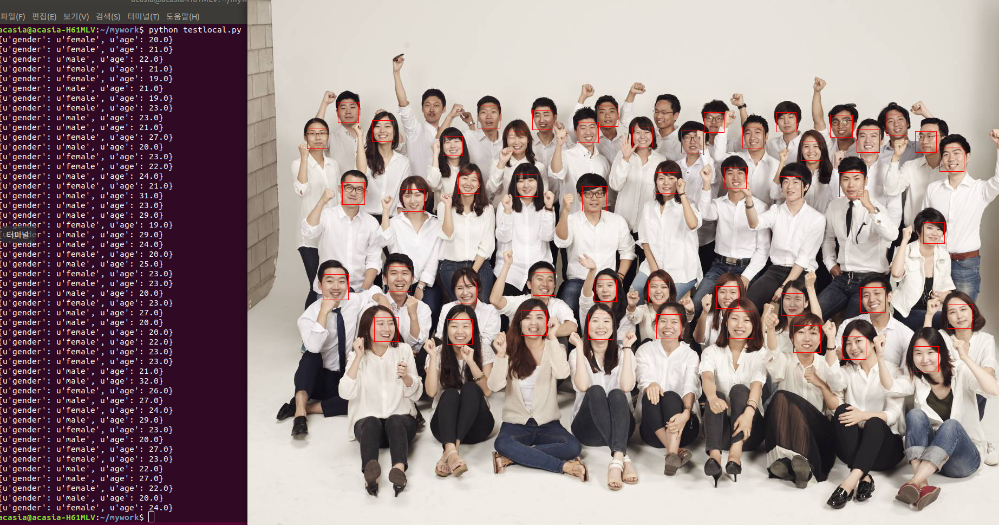 파일(F) 편집(E) 보기(V) 검색(S) 터미널(T) 도움말(H)
acasia@acasia-H61MLV:~/mywork$ python testlocal.py
{u'gender': u'female', u'age': 20.0}
{u'gender': u'female', u'age': 21.0}
{u'gender': u'male', u'age': 22.0}
{u'gender': u'female', u'age': 21.0}
{u'gender': u'female', u'age': 19.0}
{u'gender': u'male', u'age': 21.0}
{u'gender': u'female', u'age': 19.0}
{u'gender': u'female', u'age': 23.0}
{u'gender': u'male', u'age': 23.0}
{u'gender': u'male', u'age': 21.0}
{u'gender': u'female', u'age': 27.0}
{u'gender': u'male', u'age': 20.0}
{u'gender': u'female', u'age': 23.0}
{u'gender': u'female', u'age': 22.0}
{u'gender': u'male', u'age': 24.0}
{u'gender': u'female', u'age': 21.0}
{u'gender': u'male', u'age': 31.0}
{u'gender': u'male', u'age': 23.0}
{u'gender': u'male', u'age': 29.0}
{u'gender': u'female', u'age': 19.0}
터미널
{u'gender': u'male', u'age': 29.0}
{u'gender': u'male', u'age': 24.0}
{u'gender': u'female', u'age': 20.0}
{u'gender': u'male', u'age': 25.0}
{u'gender': u'female', u'age': 23.0}
{u'gender': u'female', u'age': 23.0}
{u'gender': u'male', u'age': 20.0}
{u'gender': u'female', u'age': 23.0}
{u'gender': u'male', u'age': 27.0}
{u'gender': u'male', u'age': 20.0}
{u'gender': u'female', u'age': 20.0}
{u'gender': u'female', u'age': 22.0}
{u'gender': u'female', u'age': 23.0}
{u'gender': u'female', u'age': 23.0}
{u'gender': u'male', u'age': 21.0}
{u'gender': u'male', u'age': 32.0}
{u'gender': u'female', u'age': 26.0}
{u'gender': u'male', u'age': 27.0}
{u'gender': u'female', u'age': 24.0}
{u'gender': u'male', u'age': 29.0}
{u'gender': u'female', u'age': 23.0}
{u'gender': u'male', u'age': 20.0}
{u'gender': u'female', u'age': 27.0}
{u'gender': u'female', u'age': 23.0}
{u'gender': u'male', u'age': 22.0}
{u'gender': u'male', u'age': 27.0}
{u'gender': u'female', u'age': 22.0}
{u'gender': u'male', u'age': 20.0}
{u'gender': u'female', u'age': 24.0}
acasia@acasia-H61MLV:~/mywork$